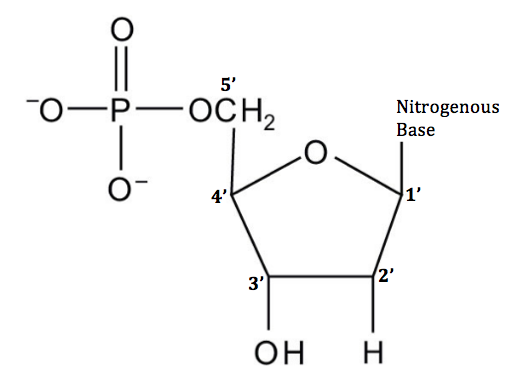 O
5’
⁻O—P—OCH₂
Nitrogenous
Base
O
O⁻
4’
1’
3’
2’
OH
H